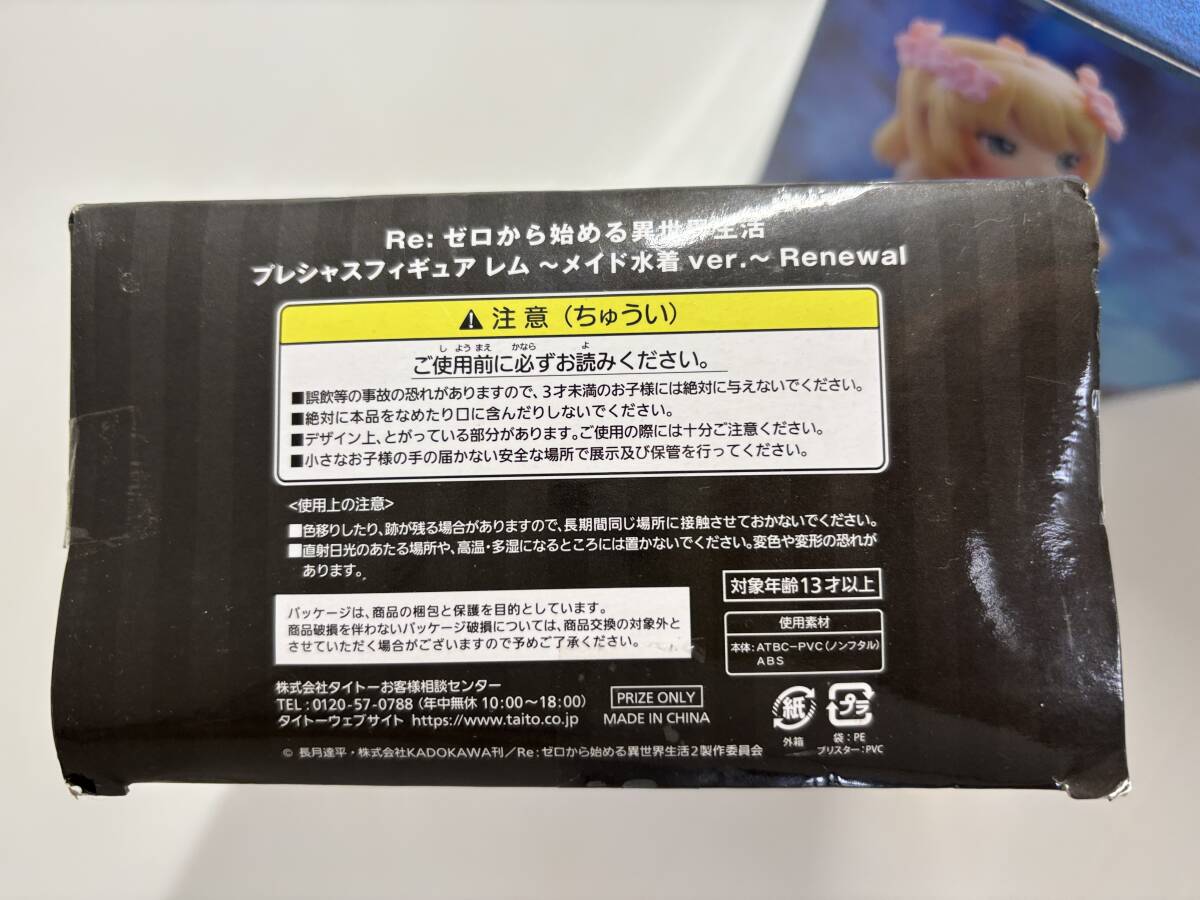 Re: ゼロから始める異世界生活
プレシャスフィギュア レム ～メイド水着 ver.～ Renewal
⚠ 注意（ちゅうい）
ご使用前に必ずお読みください。
しようまえ かなら よ
■誤飲等の事故の恐れがありますので、3才未満のお子様には絶対に与えないでください。
■絶対に本品をなめたり口に含んだりしないでください。
■デザイン上、とがっている部分があります。ご使用の際には十分ご注意ください。
■小さなお子様の手の届かない安全な場所で展示及び保管を行ってください。
<使用上の注意>
■色移りしたり、跡が残る場合がありますので、長期間同じ場所に接触させておかないでください。
■直射日光のあたる場所や、高温・多湿になるところには置かないでください。変色や変形の恐れが
あります。
パッケージは、商品の梱包と保護を目的としています。
商品破損を伴わないパッケージ破損については、商品交換の対象外と
させていただく場合がございますので予めご了承ください。
対象年齢13才以上
使用素材
本体:ATBC-PVC(ノンフタル)
ABS
株式会社タイトーお客様相談センター
TEL:0120-57-0788（年中無休 10:00～18:00）
タイトーウェブサイト https://www.taito.co.jp
PRIZE ONLY
MADE IN CHINA
紙
外箱
プラ
袋:PE
ブリスター:PVC
© 長月達平・株式会社KADOKAWA刊／Re:ゼロから始める異世界生活2製作委員会